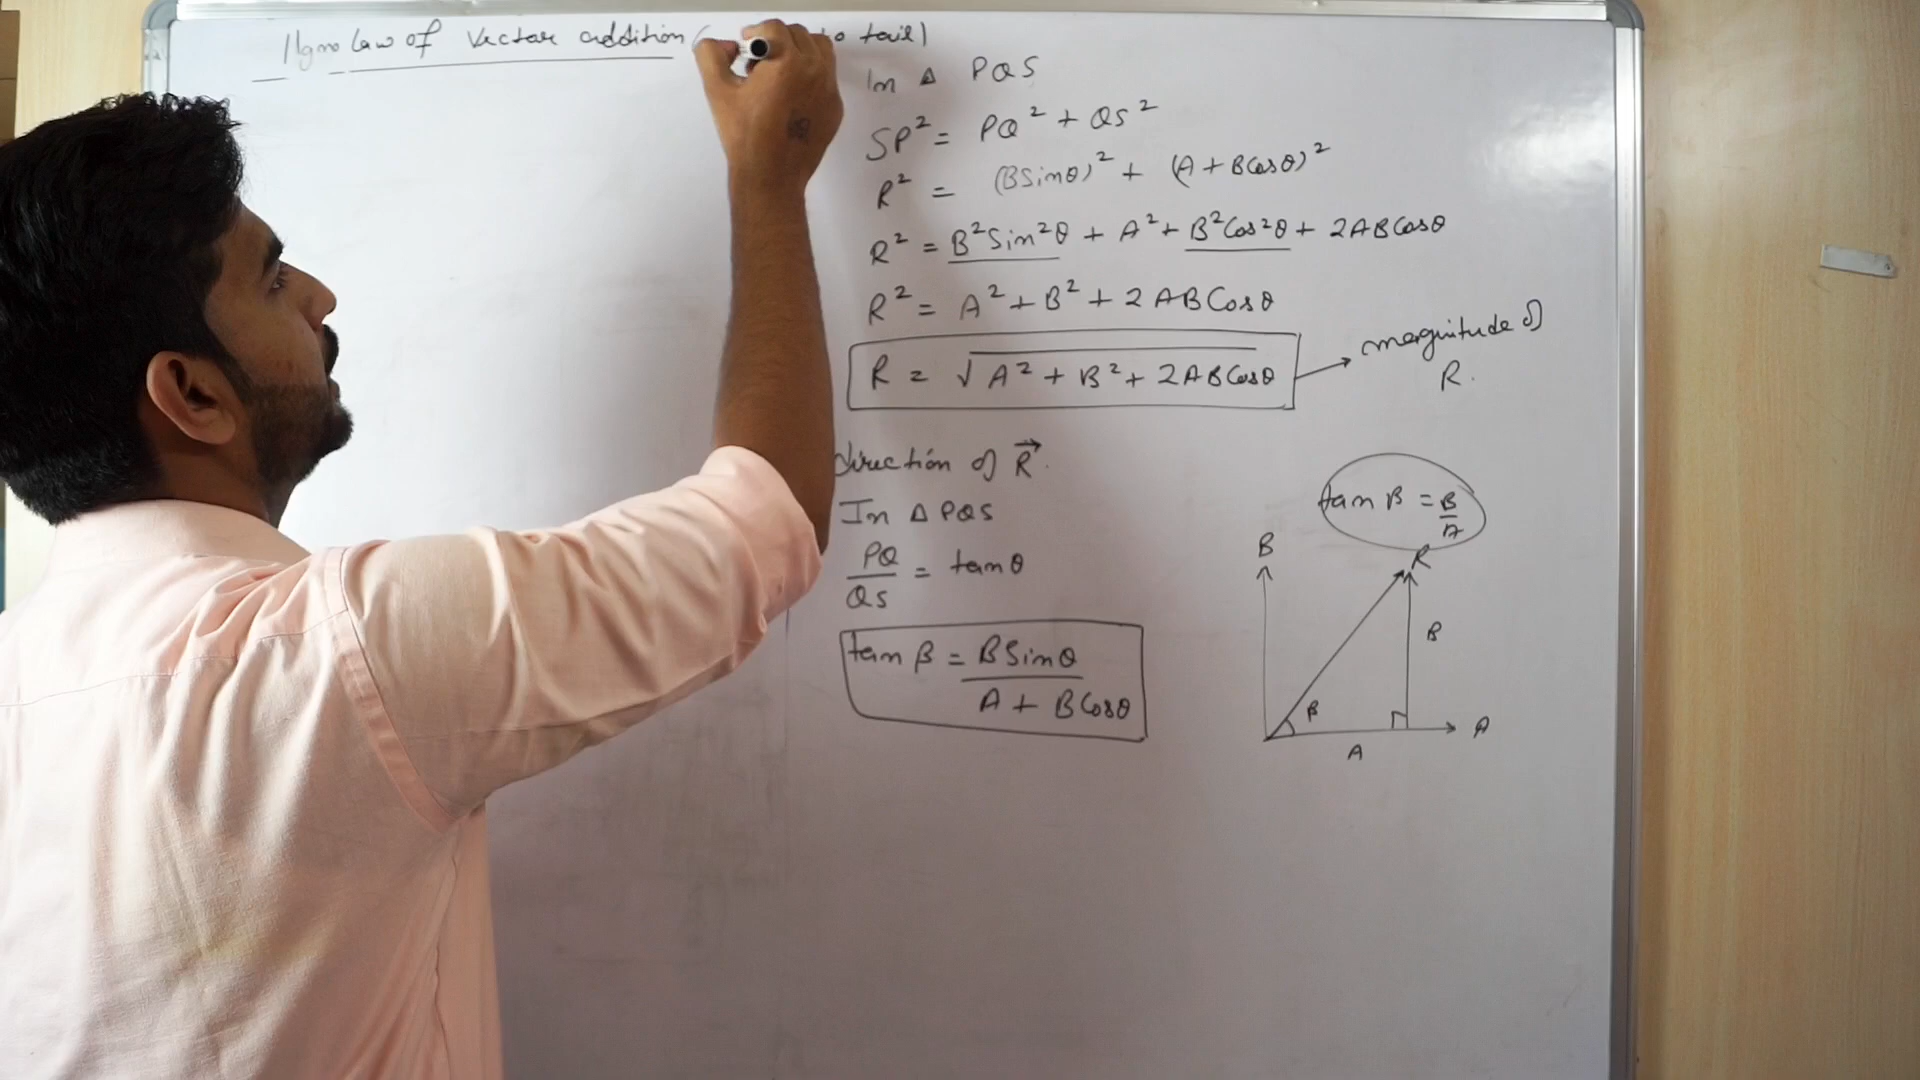 llgm law of Vector addition ( to tail)
In Δ PQS
SP² = PQ² + QS²
R² = (BSinθ)² + (A + BCosθ)²
R² = B²Sin²θ + A² + B²Cos²θ + 2ABCosθ
R² = A² + B² + 2ABCosθ
R = √A² + B² + 2ABCosθ
magnitude of
R.
direction of R⃗.
In Δ PQS
PQ/QS = tanθ
tan β = BSinθ/A + BCosθ
tan β = B/A
B
R
B
β
A
A